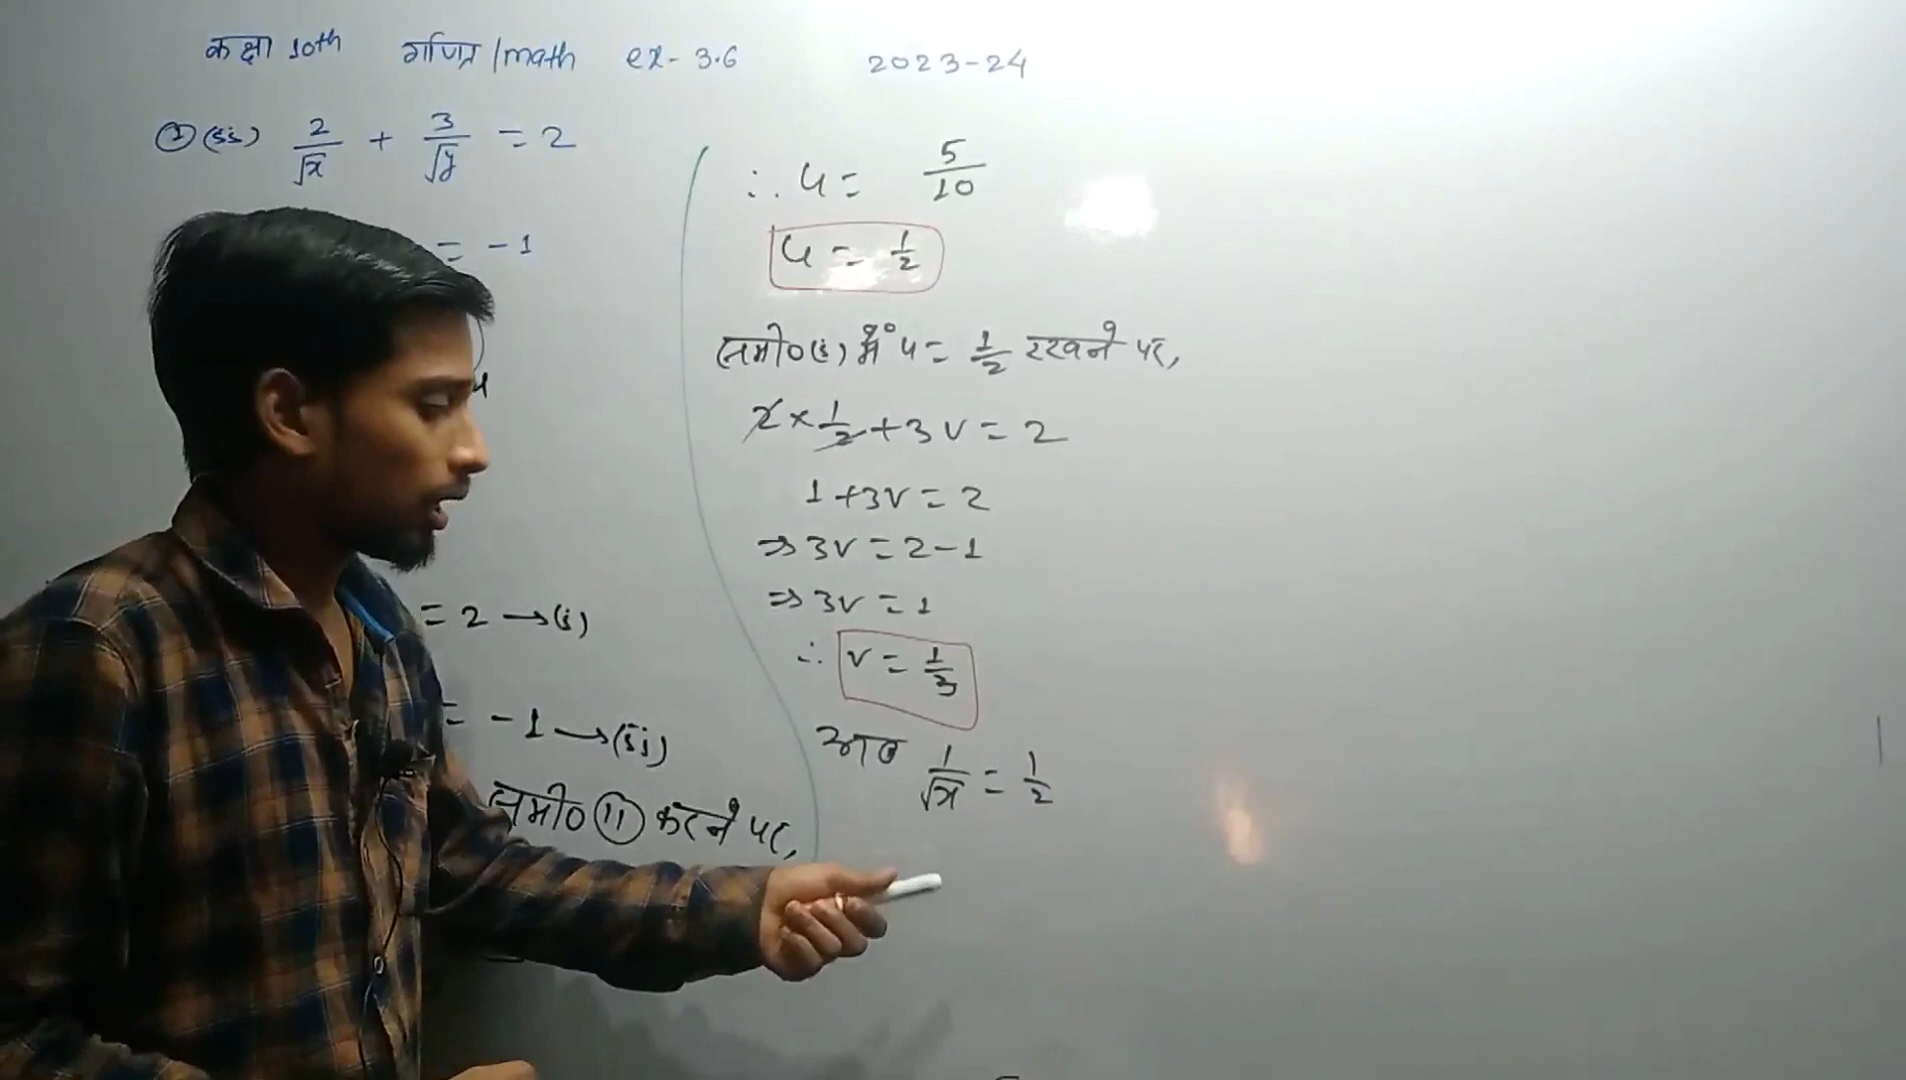 कक्षा 10th गणित /math ex- 3.6 2023-24
① (ii) 2/√x + 3/√y = 2
= -1
= 2 → (i)
= -1 → (ii)
समी० ⑪ करने पर,
∴ u = 5/10
u = 1/2
समी० (i) में u = 1/2 रखने पर,
2 × 1/2 + 3v = 2
1 + 3v = 2
⇒ 3v = 2 - 1
⇒ 3v = 1
∴ v = 1/3
अब 1/√x = 1/2